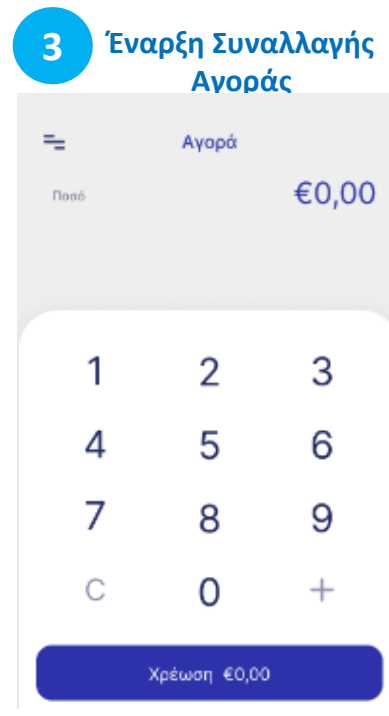 3 Έναρξη Συναλλαγής
Αγοράς
Αγορά
Ποσό €0,00
1 2 3
4 5 6
7 8 9
C 0 +
Χρέωση €0,00